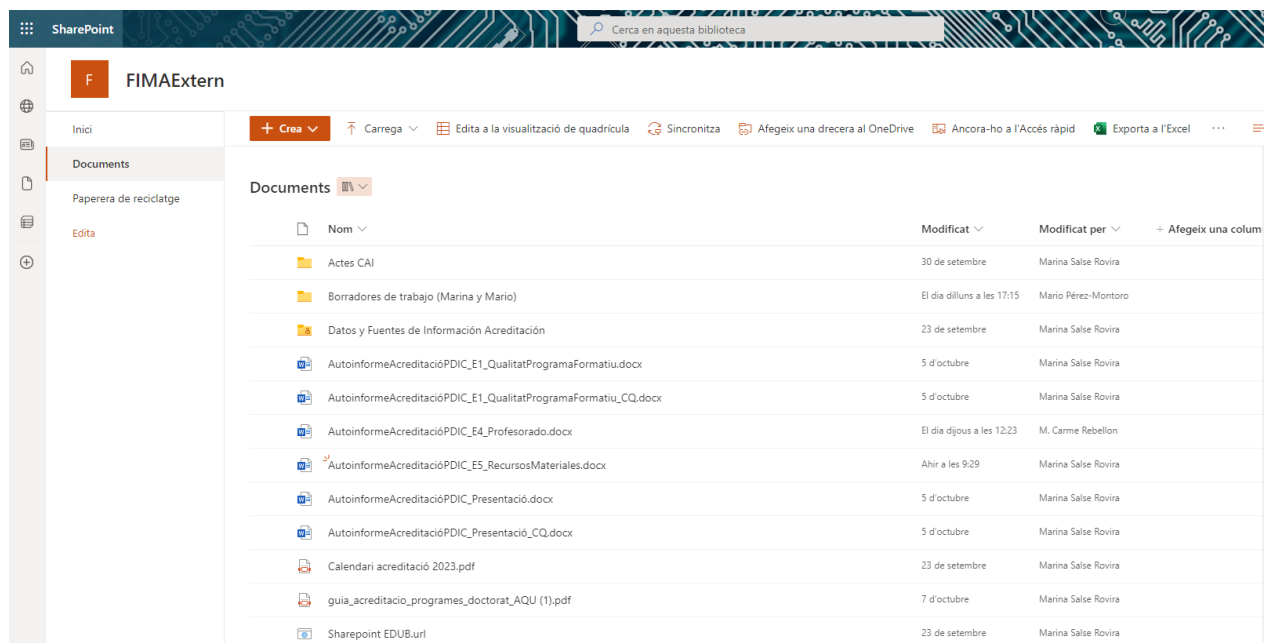 SharePoint
Cerca en aquesta biblioteca
F
FIMAExtern
Inici
Documents
Paperera de reciclatge
Edita
Crea
Carrega
Edita a la visualització de quadrícula
Sincronitza
Afegeix una drecera al OneDrive
Ancora-ho a l'Accés ràpid
Exporta a l'Excel
Documents
Nom Modificat Modificat per + Afegeix una colum
Actes CAI 30 de setembre Marina Salse Rovira
Borradores de trabajo (Marina y Mario) El dia dilluns a les 17:15 Mario Pérez-Montoro
Datos y Fuentes de Información Acreditación 23 de setembre Marina Salse Rovira
AutoinformeAcreditacióPDIC_E1_QualitatProgramaFormatiu.docx 5 d'octubre Marina Salse Rovira
AutoinformeAcreditacióPDIC_E1_QualitatProgramaFormatiu_CQ.docx 5 d'octubre Marina Salse Rovira
AutoinformeAcreditacióPDIC_E4_Profesorado.docx El dia dijous a les 12:23 M. Carme Rebellon
AutoinformeAcreditacióPDIC_E5_RecursosMateriales.docx Ahir a les 9:29 Marina Salse Rovira
AutoinformeAcreditacióPDIC_Presentació.docx 5 d'octubre Marina Salse Rovira
AutoinformeAcreditacióPDIC_Presentació_CQ.docx 5 d'octubre Marina Salse Rovira
Calendari acreditació 2023.pdf 23 de setembre Marina Salse Rovira
guia_acreditacio_programes_doctorat_AQU (1).pdf 7 d'octubre Marina Salse Rovira
Sharepoint EDUB.url 23 de setembre Marina Salse Rovira